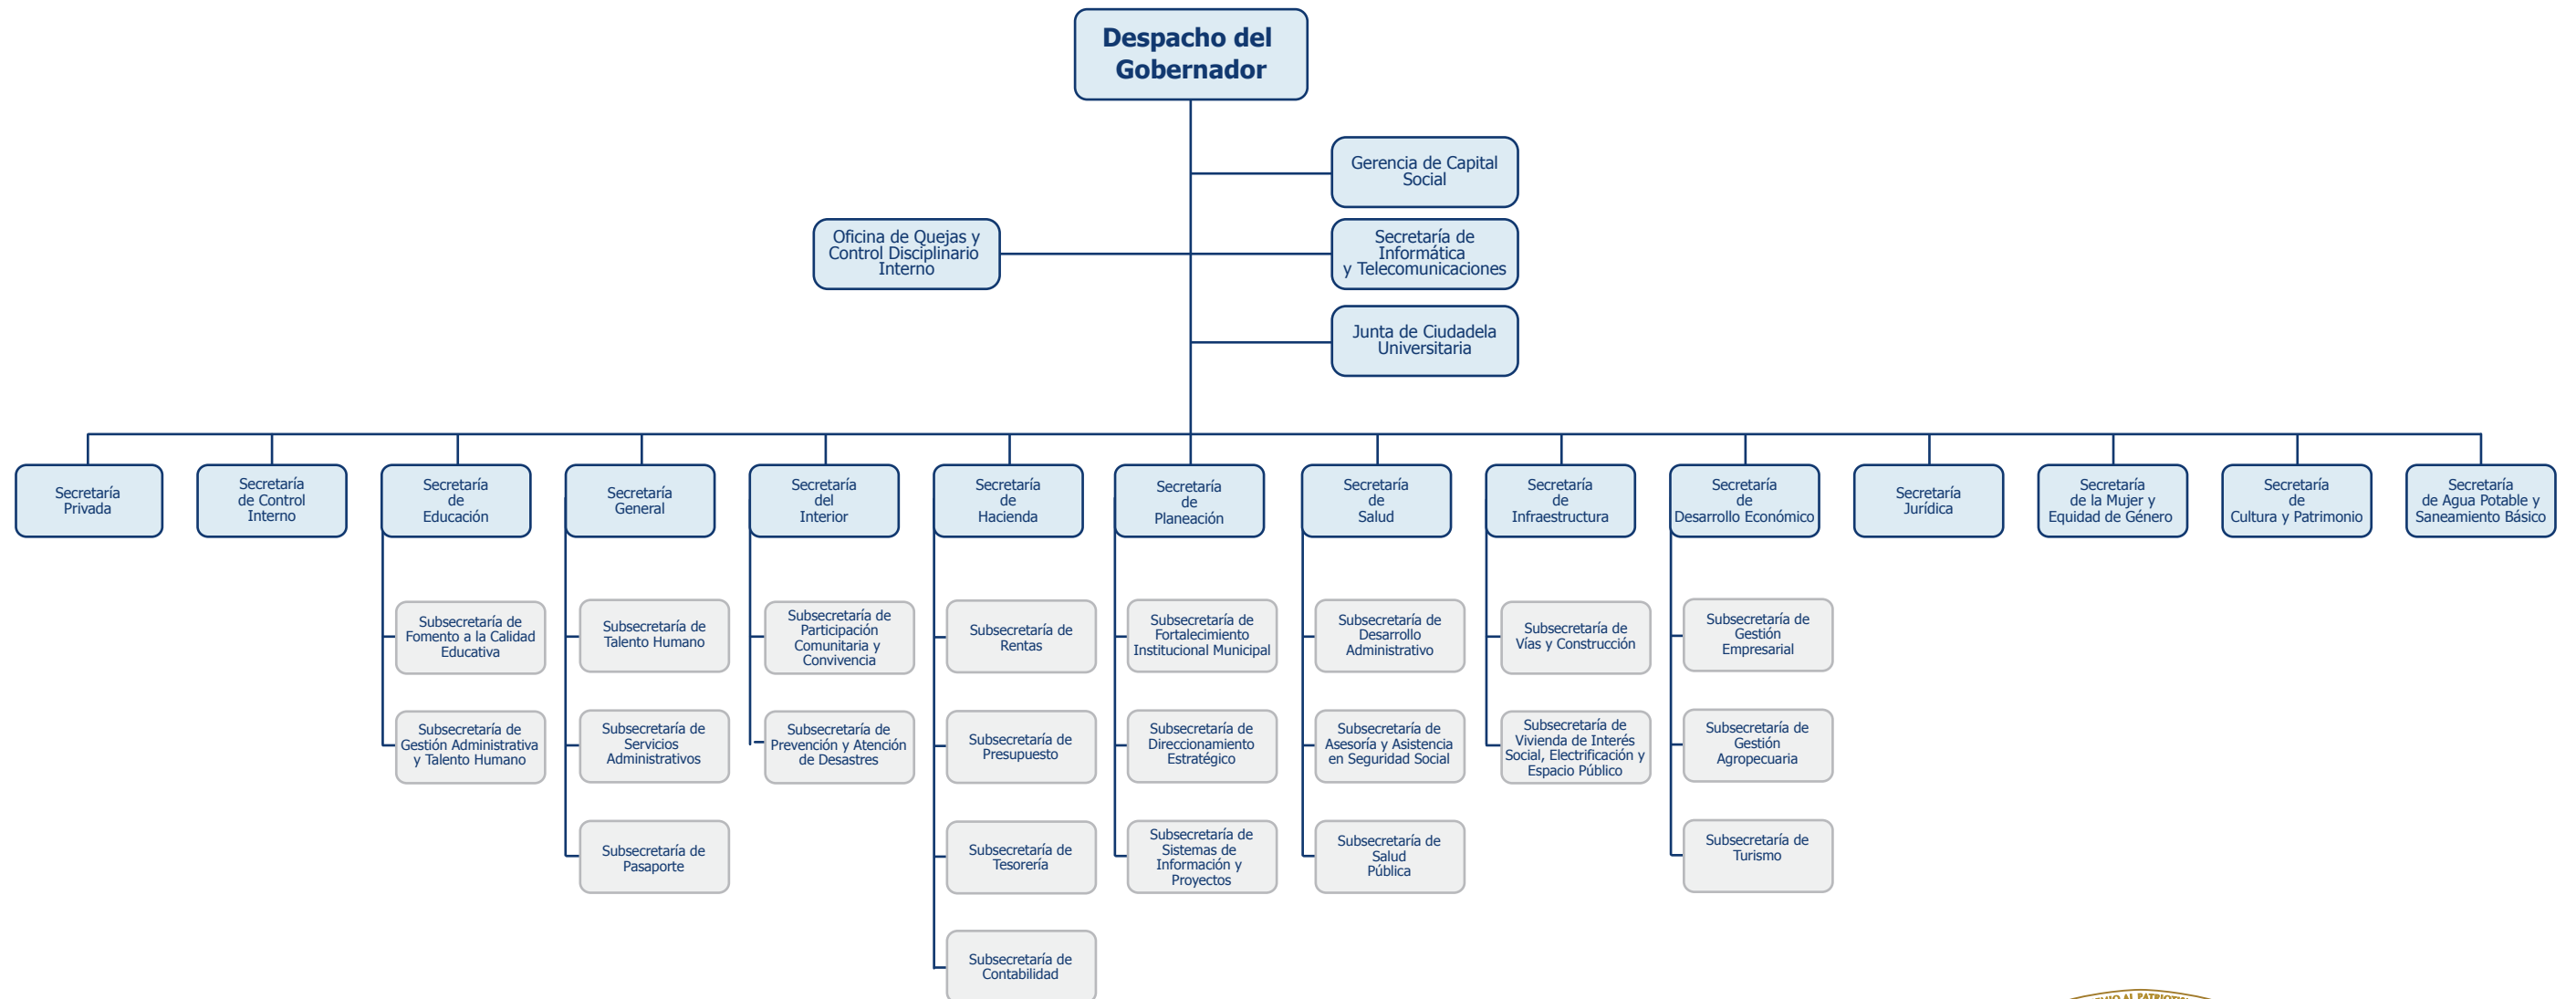 Despacho del
Gobernador
Gerencia de Capital
Social
Oficina de Quejas y
Control Disciplinario
Interno
Secretaría de
Informática
y Telecomunicaciones
Junta de Ciudadela
Universitaria
Secretaría
Privada
Secretaría
de Control
Interno
Secretaría
de
Educación
Secretaría
General
Secretaría
del
Interior
Secretaría
de
Hacienda
Secretaría
de
Planeación
Secretaría
de
Salud
Secretaría
de
Infraestructura
Secretaría
de
Desarrollo Económico
Secretaría
Jurídica
Secretaría
de la Mujer y
Equidad de Género
Secretaría
de
Cultura y Patrimonio
Secretaría
de Agua Potable y
Saneamiento Básico
Subsecretaría de
Fomento a la Calidad
Educativa
Subsecretaría de
Talento Humano
Subsecretaría de
Participación
Comunitaria y
Convivencia
Subsecretaría de
Rentas
Subsecretaría de
Fortalecimiento
Institucional Municipal
Subsecretaría de
Desarrollo
Administrativo
Subsecretaría de
Vías y Construcción
Subsecretaría de
Gestión
Empresarial
Subsecretaría de
Gestión Administrativa
y Talento Humano
Subsecretaría de
Servicios
Administrativos
Subsecretaría de
Prevención y Atención
de Desastres
Subsecretaría de
Presupuesto
Subsecretaría de
Direccionamiento
Estratégico
Subsecretaría de
Asesoría y Asistencia
en Seguridad Social
Subsecretaría de
Vivienda de Interés
Social, Electrificación y
Espacio Público
Subsecretaría de
Gestión
Agropecuaria
Subsecretaría de
Pasaporte
Subsecretaría de
Tesorería
Subsecretaría de
Sistemas de
Información y
Proyectos
Subsecretaría de
Salud
Pública
Subsecretaría de
Turismo
Subsecretaría de
Contabilidad